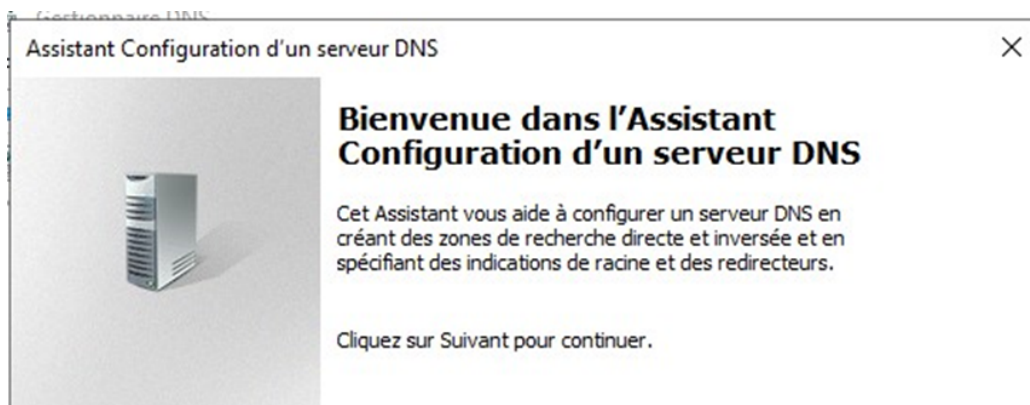 Gestionnaire DNS
Assistant Configuration d'un serveur DNS
Bienvenue dans l'Assistant
Configuration d'un serveur DNS
Cet Assistant vous aide à configurer un serveur DNS en
créant des zones de recherche directe et inversée et en
spécifiant des indications de racine et des redirecteurs.
Cliquez sur Suivant pour continuer.